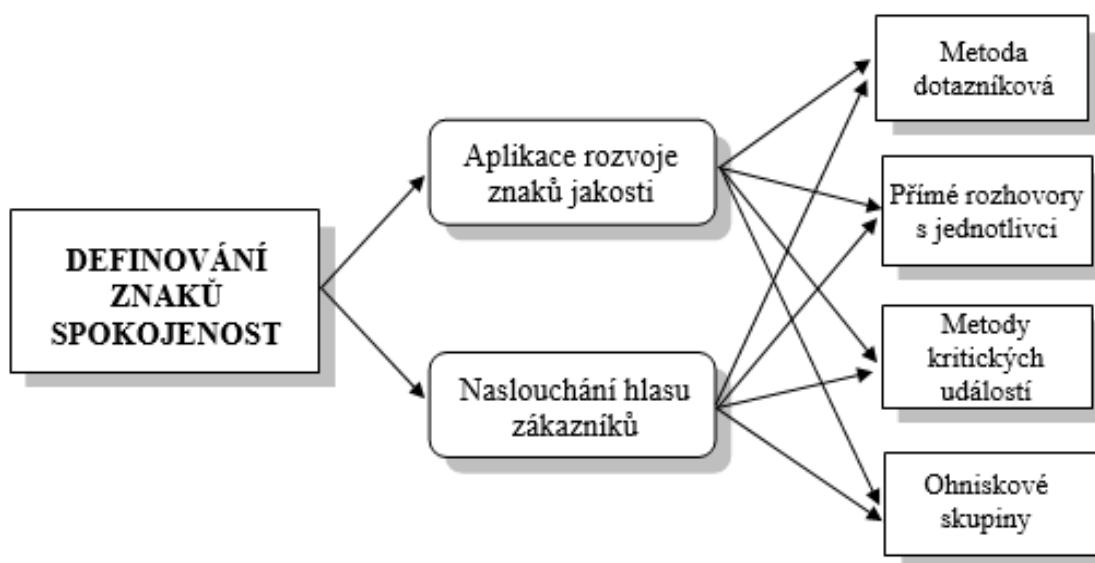 DEFINOVÁNÍ
ZNAKŮ
SPOKOJENOST
Aplikace rozvoje
znaků jakosti
Naslouchání hlasu
zákazníků
Metoda
dotazníková
Přímé rozhovory
s jednotlivci
Metody
kritických
událostí
Ohniskové
skupiny